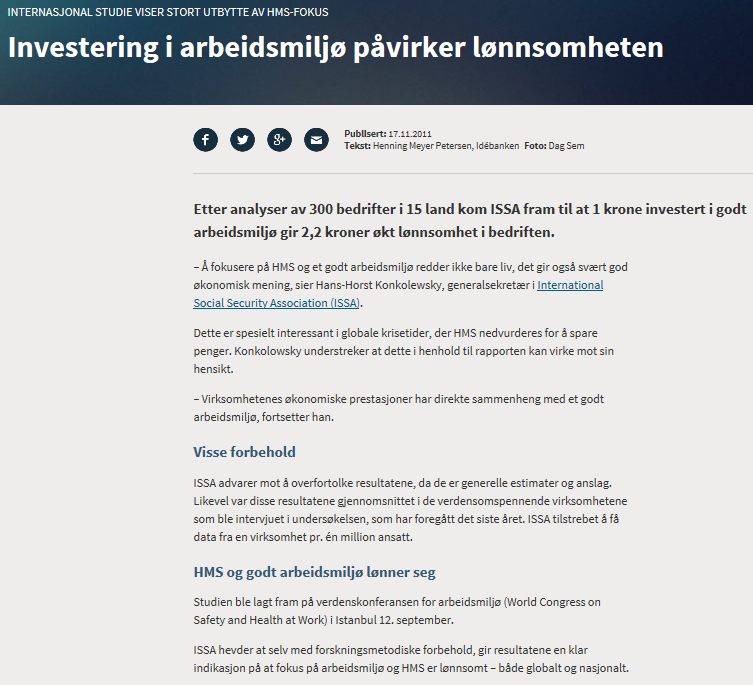 INTERNASJONAL STUDIE VISER STORT UTBYTTE AV HMS-FOKUS
Investering i arbeidsmiljø påvirker lønnsomheten
Publisert: 17.11.2011
Tekst: Henning Meyer Petersen, Idébanken Foto: Dag Sem
Etter analyser av 300 bedrifter i 15 land kom ISSA fram til at 1 krone investert i godt
arbeidsmiljø gir 2,2 kroner økt lønnsomhet i bedriften.
– Å fokusere på HMS og et godt arbeidsmiljø redder ikke bare liv, det gir også svært god
økonomisk mening, sier Hans-Horst Konkolewsky, generalsekretær i International
Social Security Association (ISSA).
Dette er spesielt interessant i globale krisetider, der HMS nedvurderes for å spare
penger. Konkolowsky understreker at dette i henhold til rapporten kan virke mot sin
hensikt.
– Virksomhetenes økonomiske prestasjoner har direkte sammenheng med et godt
arbeidsmiljø, fortsetter han.
Visse forbehold
ISSA advarer mot å overfortolke resultatene, da de er generelle estimater og anslag.
Likevel var disse resultatene gjennomsnittet i de verdensomspennende virksomhetene
som ble intervjuet i undersøkelsen, som har foregått det siste året. ISSA tilstrebet å få
data fra en virksomhet pr. én million ansatt.
HMS og godt arbeidsmiljø lønner seg
Studien ble lagt fram på verdenskonferansen for arbeidsmiljø (World Congress on
Safety and Health at Work) i Istanbul 12. september.
ISSA hevder at selv med forskningsmetodiske forbehold, gir resultatene en klar
indikasjon på at fokus på arbeidsmiljø og HMS er lønnsomt – både globalt og nasjonalt.